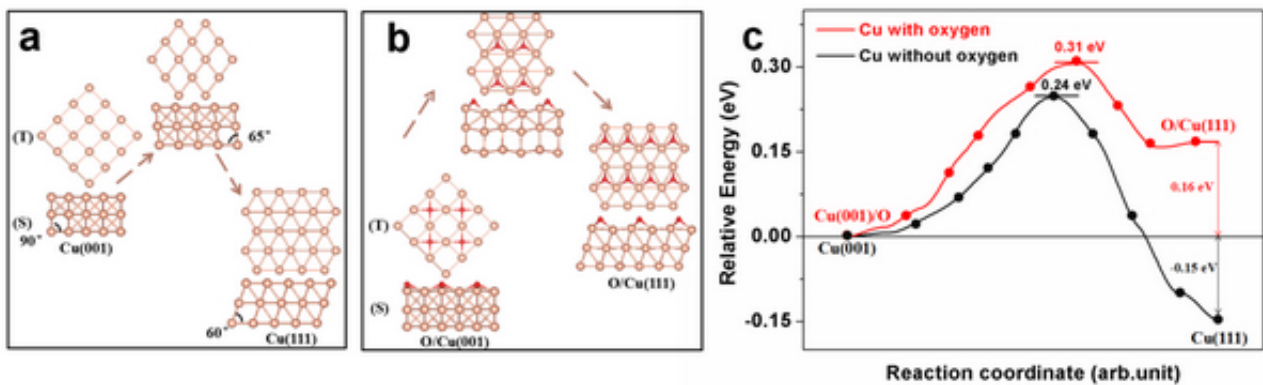 a
(T)
65°
(S)
90°
Cu(001)
60°
Cu(111)
b
(T)
O/Cu(111)
(S)
O/Cu(001)
c
Cu with oxygen
Cu without oxygen
0.31 eV
0.24 eV
O/Cu(111)
0.16 eV
Cu(001)/O
Cu(001)
-0.15 eV
Cu(111)
0.30
0.15
0.00
-0.15
Relative Energy (eV)
Reaction coordinate (arb.unit)